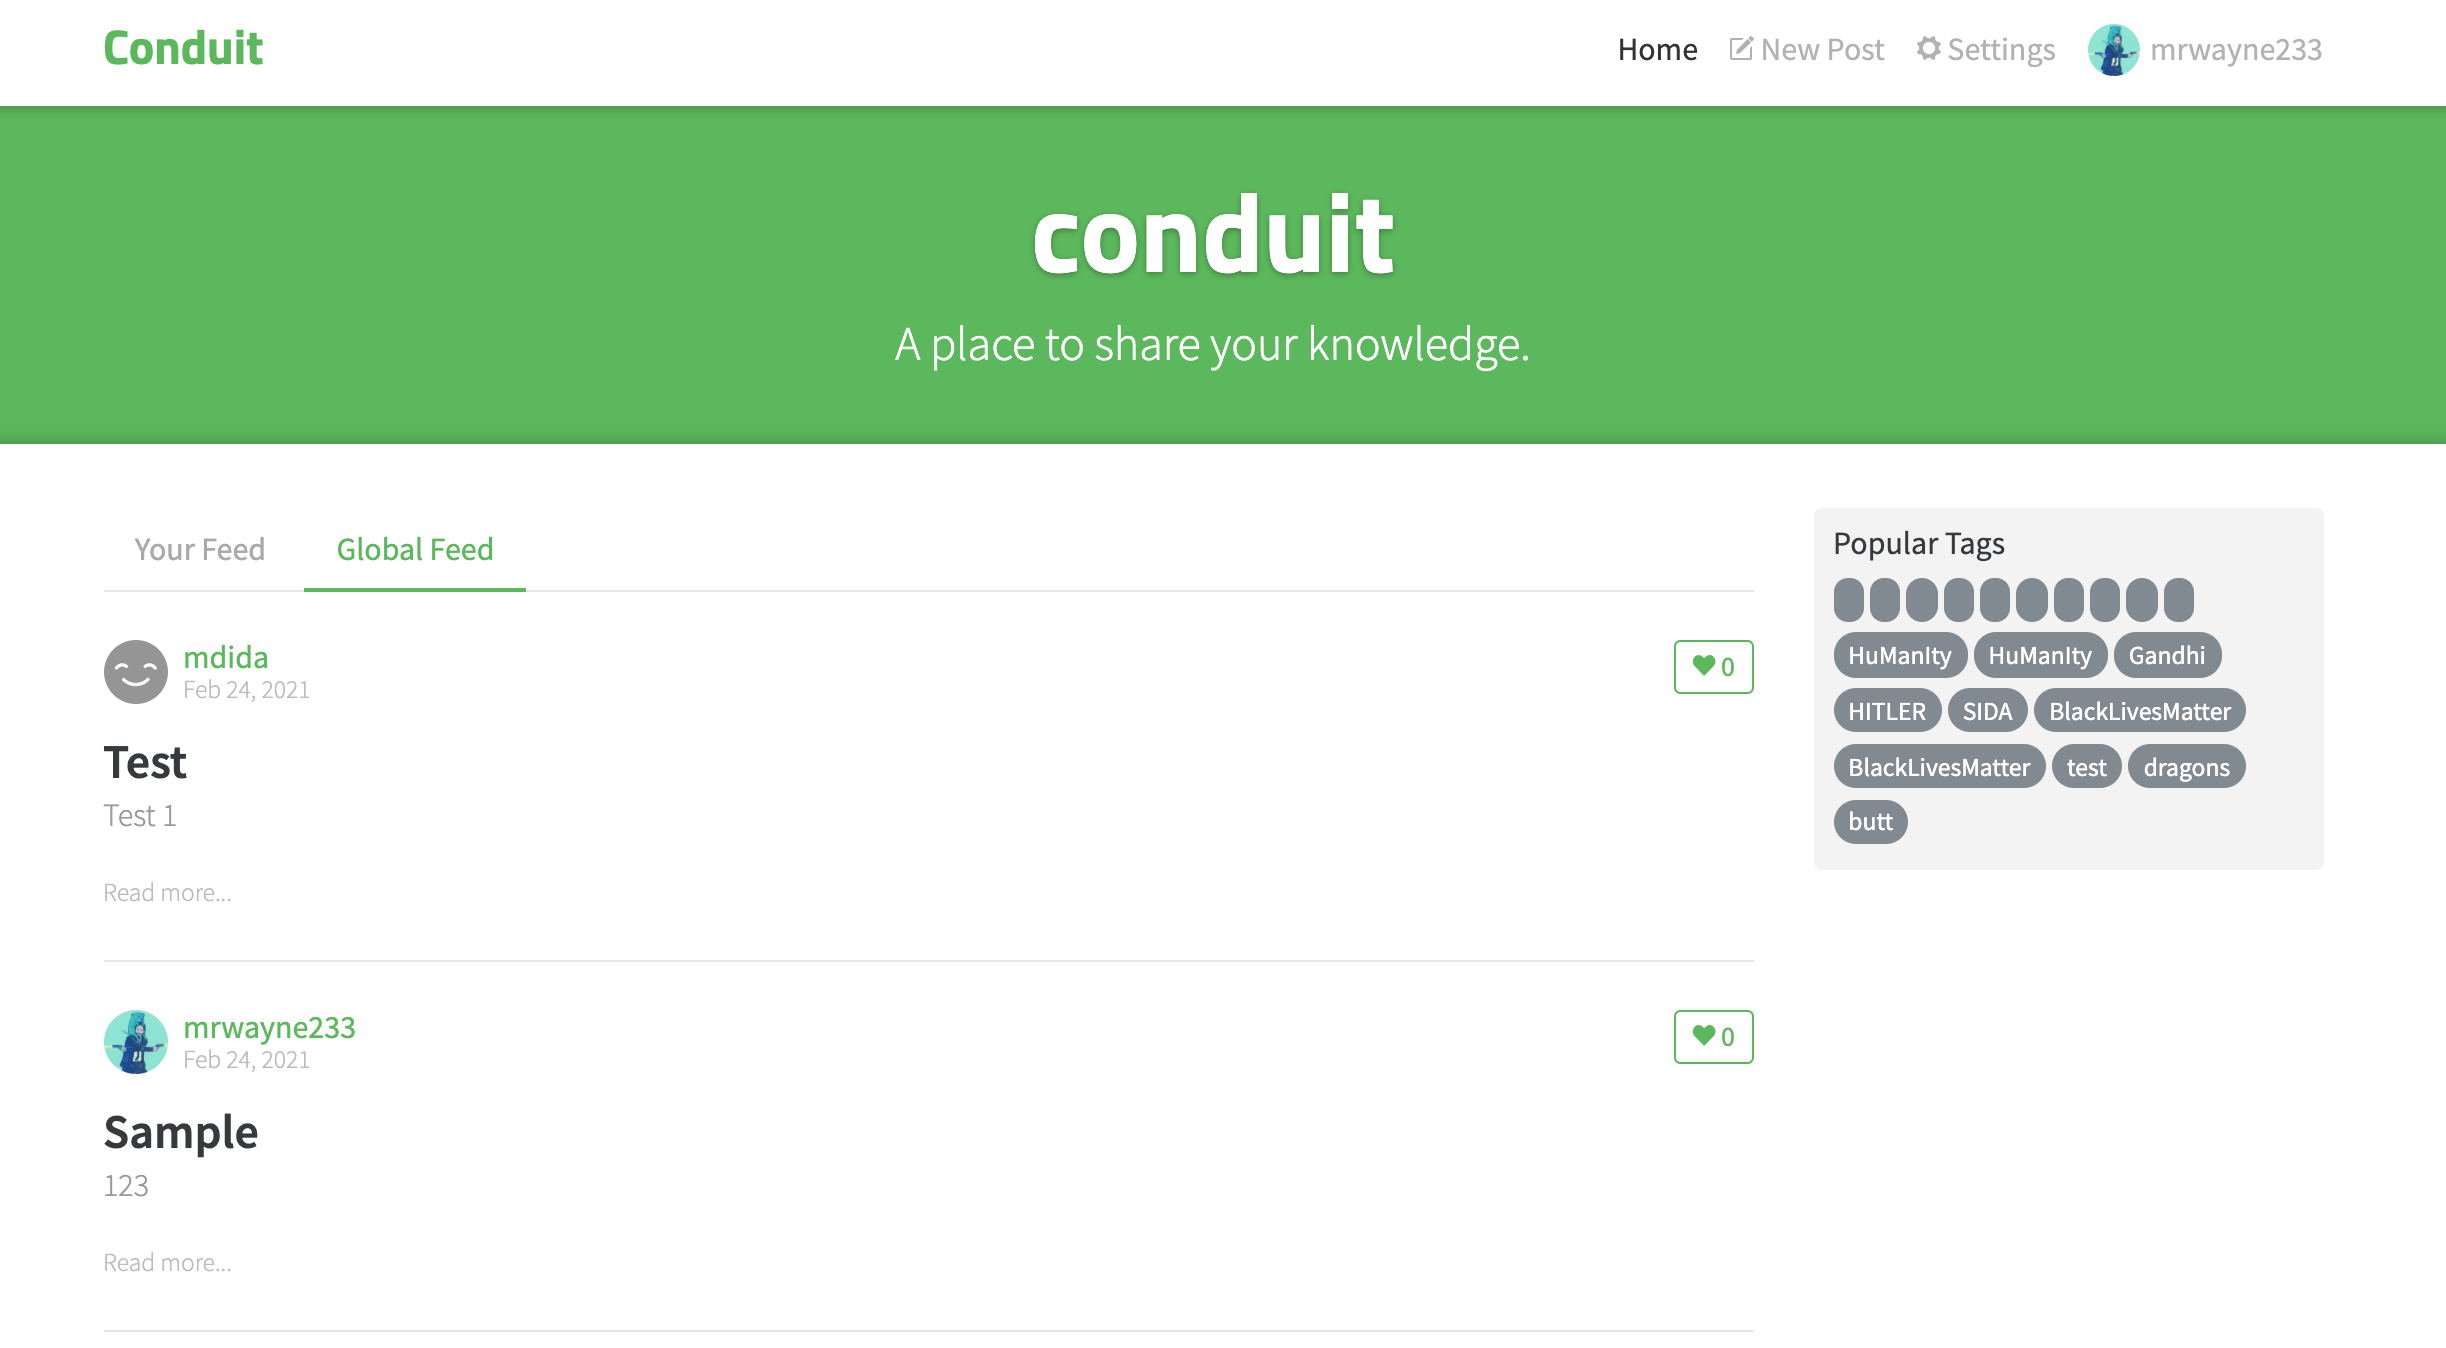 Conduit
Home New Post Settings mrwayne233
conduit
A place to share your knowledge.
Your Feed Global Feed
mdida
Feb 24, 2021
0
Test
Test 1
Read more...
mrwayne233
Feb 24, 2021
0
Sample
123
Read more...
Popular Tags
HuManIty HuManIty Gandhi
HITLER SIDA BlackLivesMatter
BlackLivesMatter test dragons
butt